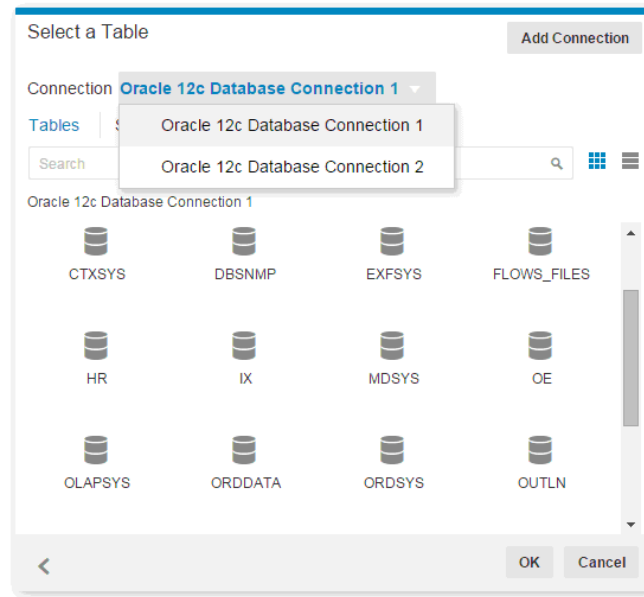 Select a Table
Add Connection
Connection Oracle 12c Database Connection 1
Oracle 12c Database Connection 1
Oracle 12c Database Connection 2
Tables
Search
Oracle 12c Database Connection 1
CTXSYS DBSNMP EXFSYS FLOWS_FILES
HR IX MDSYS OE
OLAPSYS ORDDATA ORDSYS OUTLN
OK Cancel